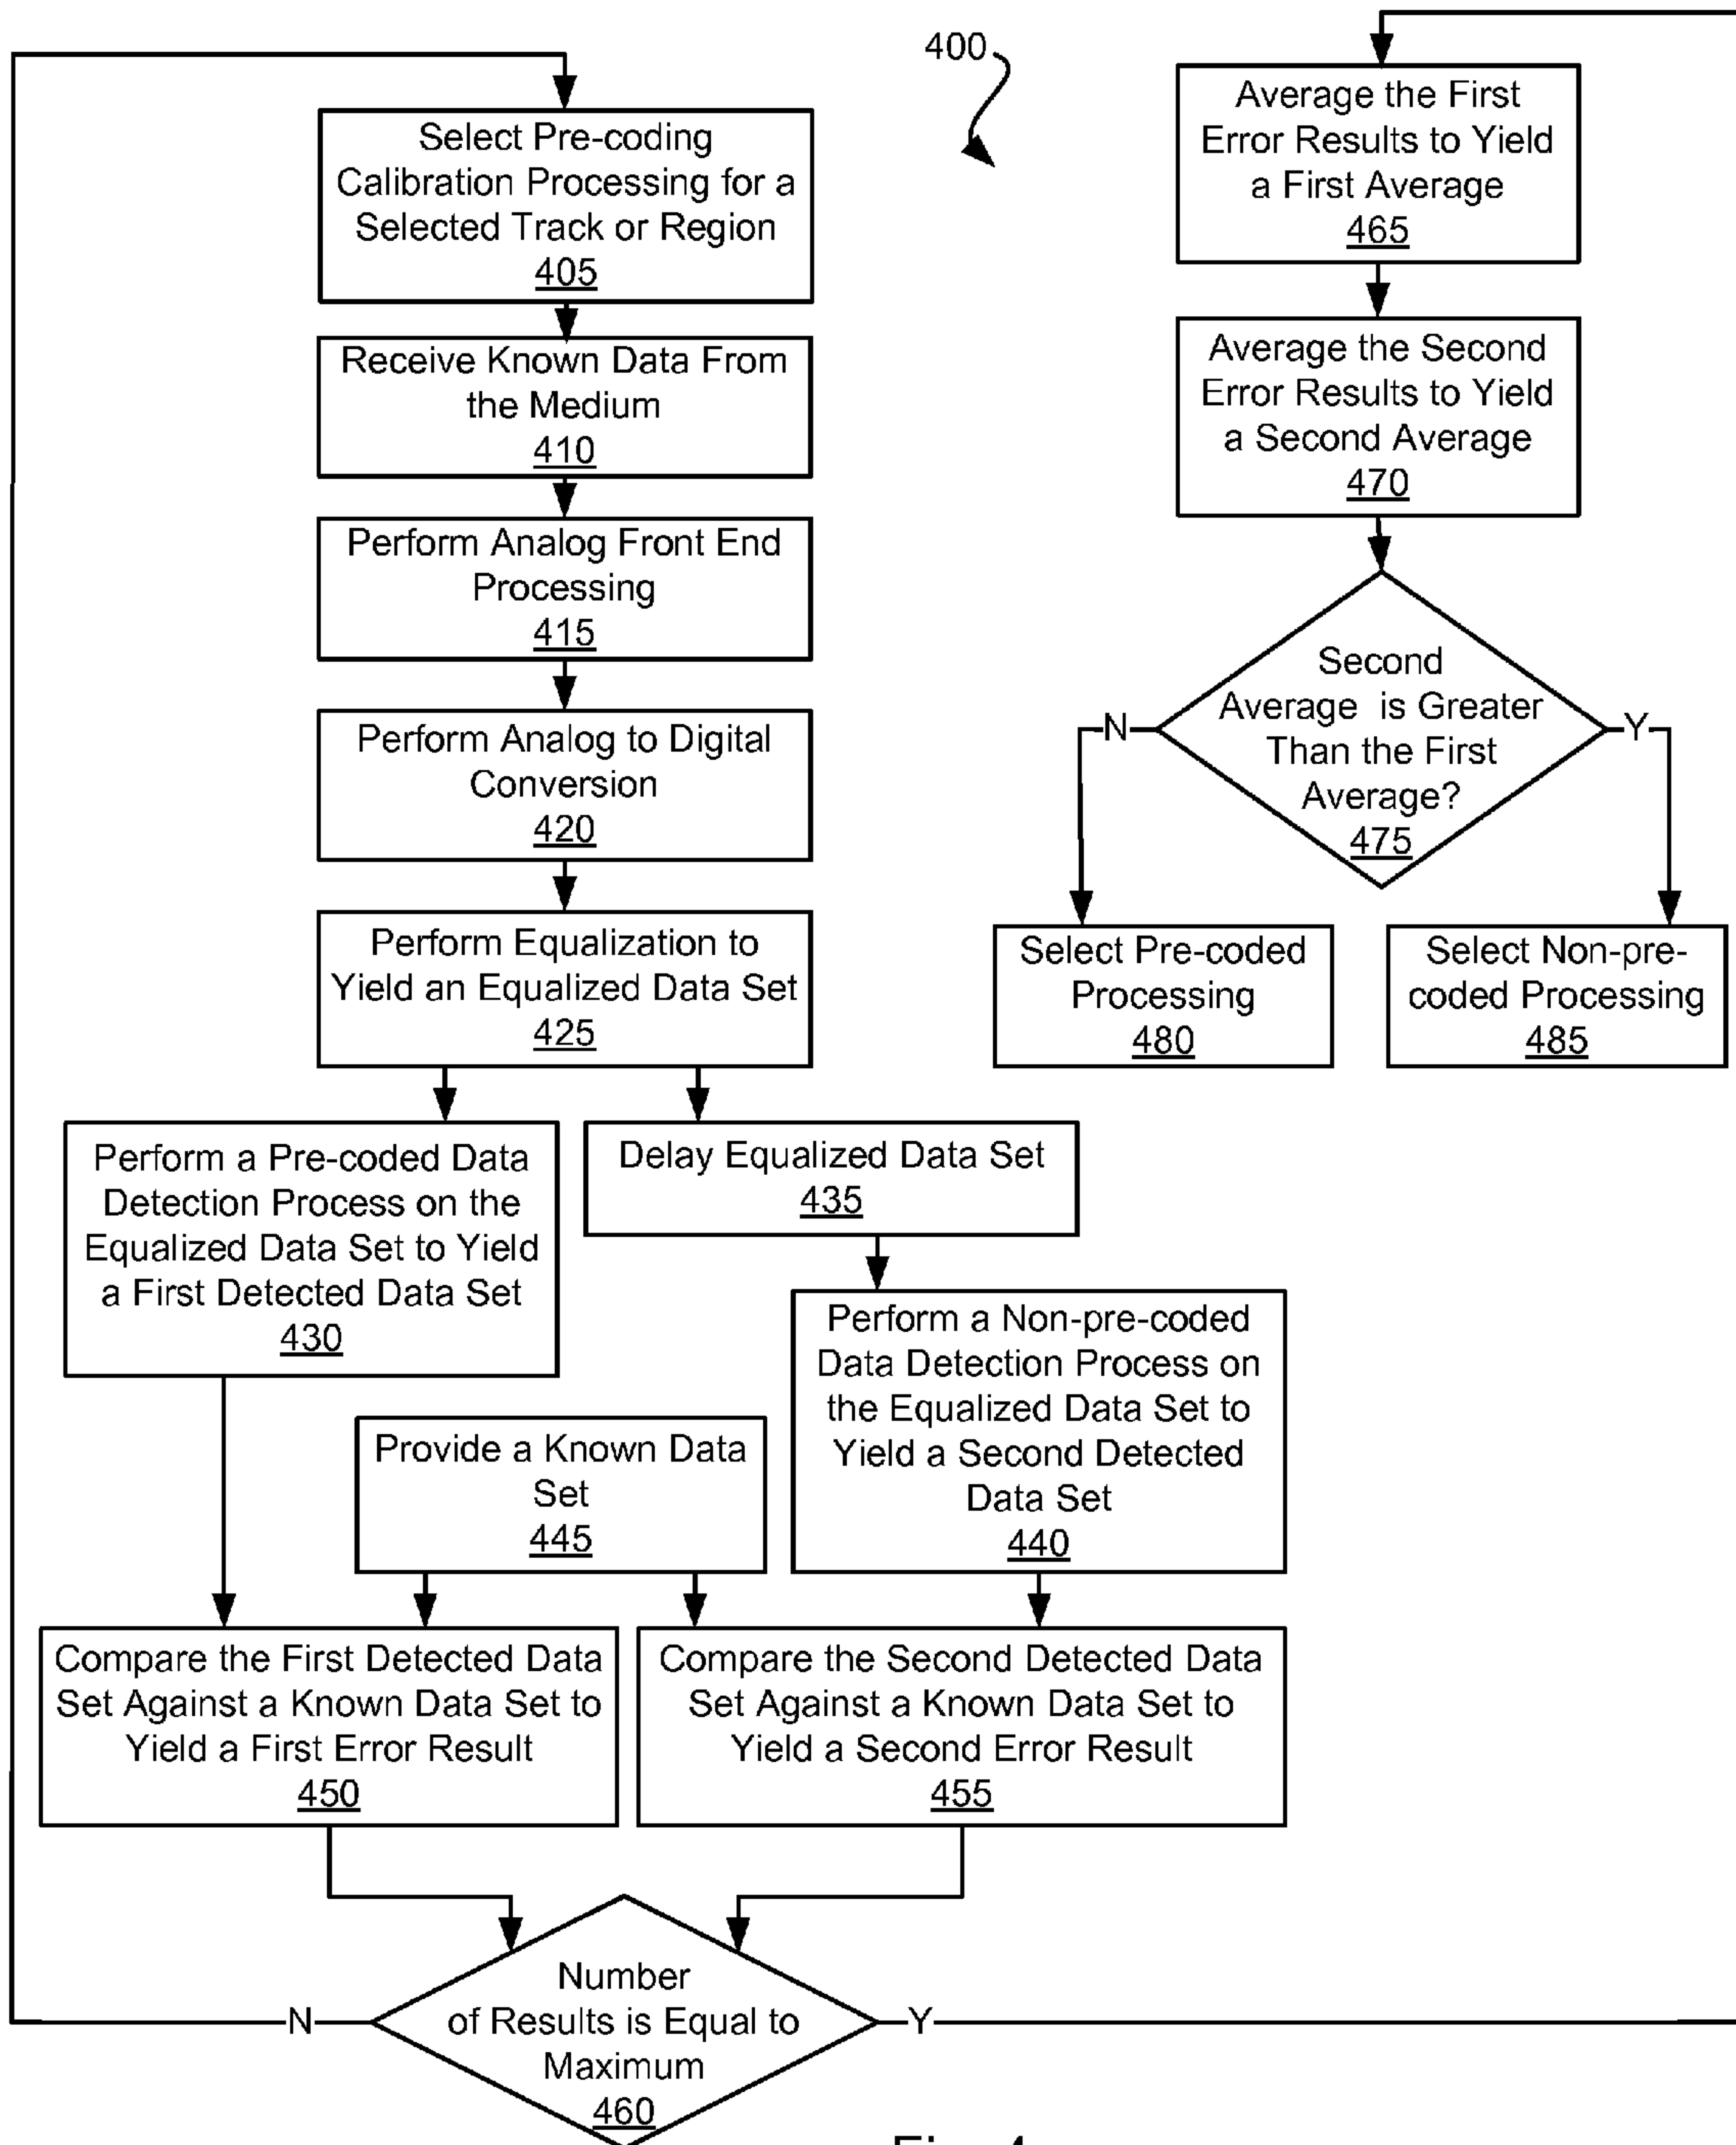 400
Select Pre-coding
Calibration Processing for a
Selected Track or Region
405
Receive Known Data From
the Medium
410
Perform Analog Front End
Processing
415
Perform Analog to Digital
Conversion
420
Perform Equalization to
Yield an Equalized Data Set
425
Perform a Pre-coded Data
Detection Process on the
Equalized Data Set to Yield
a First Detected Data Set
430
Delay Equalized Data Set
435
Perform a Non-pre-coded
Data Detection Process on
the Equalized Data Set to
Yield a Second Detected
Data Set
440
Provide a Known Data
Set
445
Compare the First Detected Data
Set Against a Known Data Set to
Yield a First Error Result
450
Compare the Second Detected Data
Set Against a Known Data Set to
Yield a Second Error Result
455
Number
of Results is Equal to
Maximum
460
N
Y
Average the First
Error Results to Yield
a First Average
465
Average the Second
Error Results to Yield
a Second Average
470
Second
Average is Greater
Than the First
Average?
475
N
Y
Select Pre-coded
Processing
480
Select Non-pre-
coded Processing
485